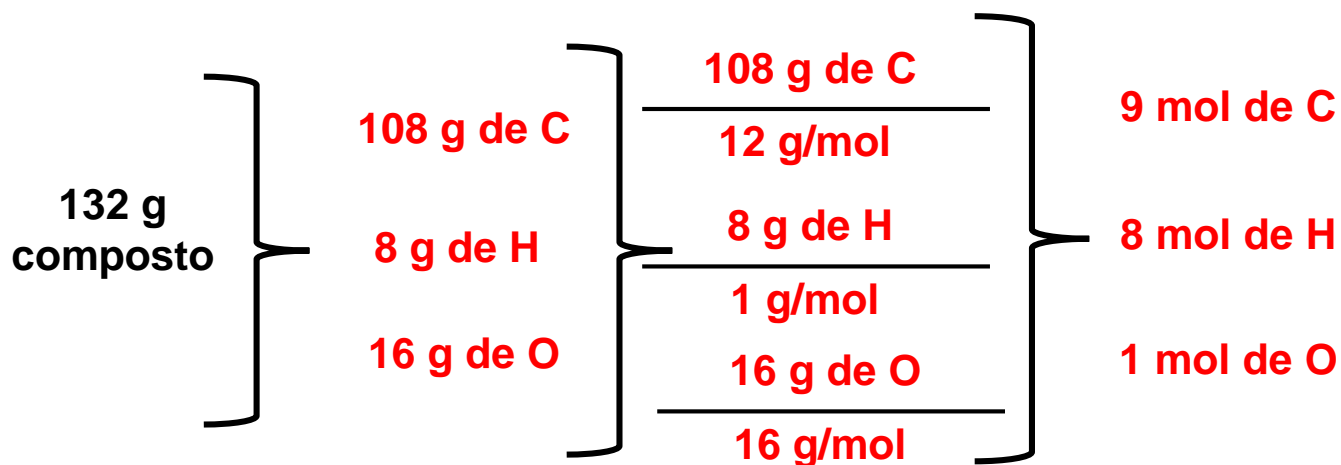 132 g
composto
108 g de C
8 g de H
16 g de O
108 g de C
12 g/mol
8 g de H
1 g/mol
16 g de O
16 g/mol
9 mol de C
8 mol de H
1 mol de O